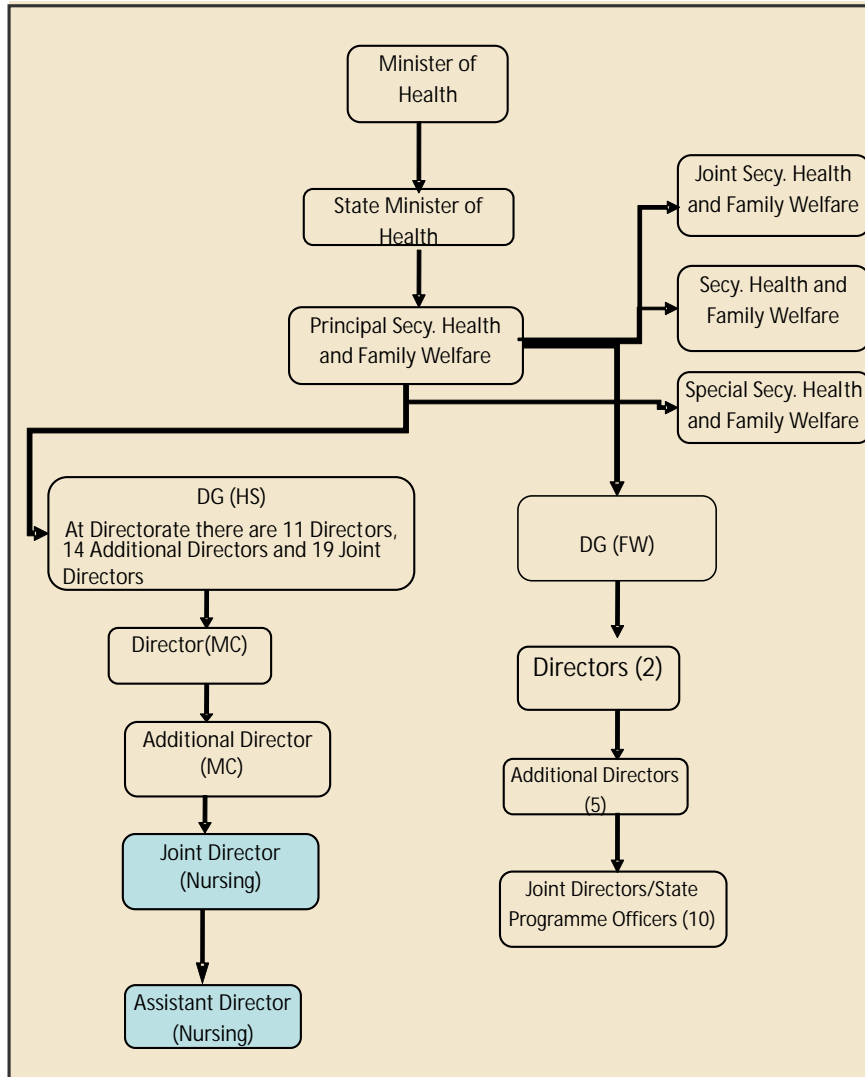 Minister of
Health
State Minister of
Health
Principal Secy. Health
and Family Welfare
Joint Secy. Health
and Family Welfare
Secy. Health and
Family Welfare
Special Secy. Health
and Family Welfare
DG (HS)
At Directorate there are 11 Directors,
14 Additional Directors and 19 Joint
Directors
Director(MC)
Additional Director
(MC)
Joint Director
(Nursing)
Assistant Director
(Nursing)
DG (FW)
Directors (2)
Additional Directors
(5)
Joint Directors/State
Programme Officers (10)